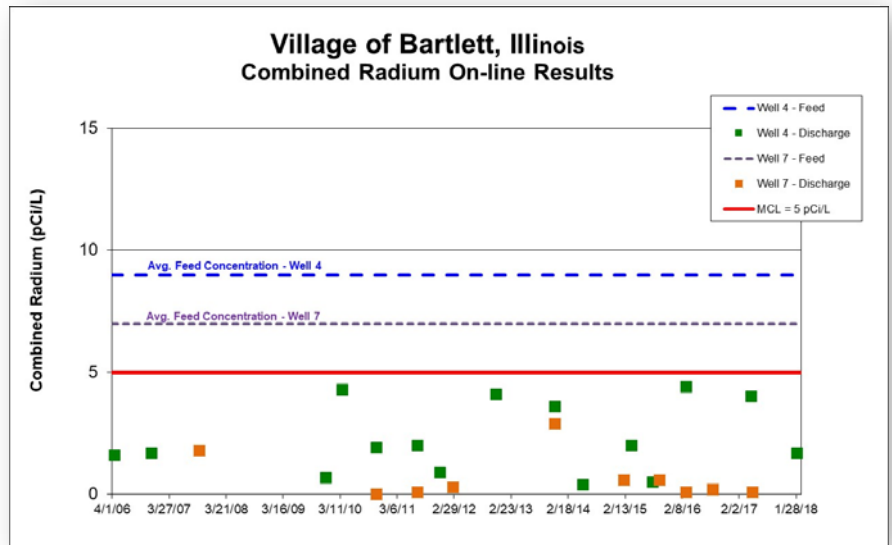 Village of Bartlett, Illinois
Combined Radium On-line Results
Well 4 - Feed
Well 4 - Discharge
Well 7 - Feed
Well 7 - Discharge
MCL = 5 pCi/L
Combined Radium (pCi/L)
15
10
5
0
Avg. Feed Concentration - Well 4
Avg. Feed Concentration - Well 7
4/1/06 3/27/07 3/21/08 3/16/09 3/11/10 3/6/11 2/29/12 2/23/13 2/18/14 2/13/15 2/8/16 2/2/17 1/28/18